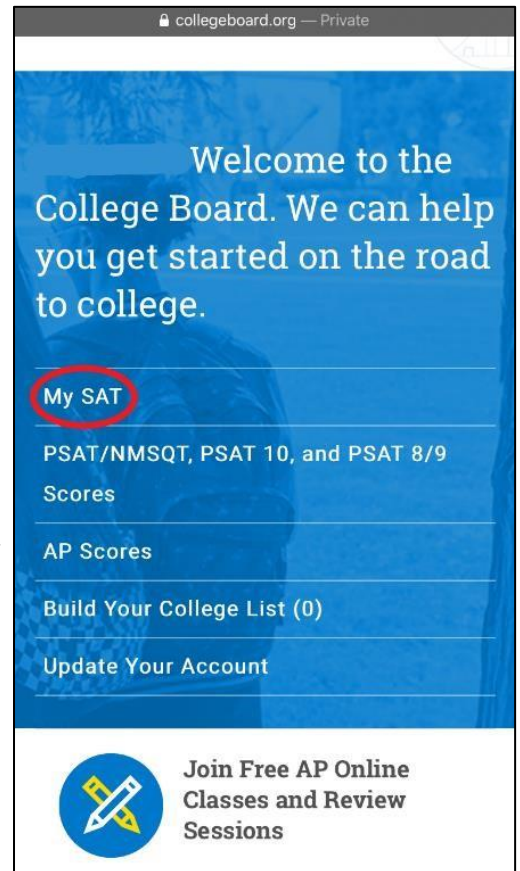 collegeboard.org — Private
Welcome to the
College Board. We can help
you get started on the road
to college.
My SAT
PSAT/NMSQT, PSAT 10, and PSAT 8/9
Scores
AP Scores
Build Your College List (0)
Update Your Account
Join Free AP Online
Classes and Review
Sessions